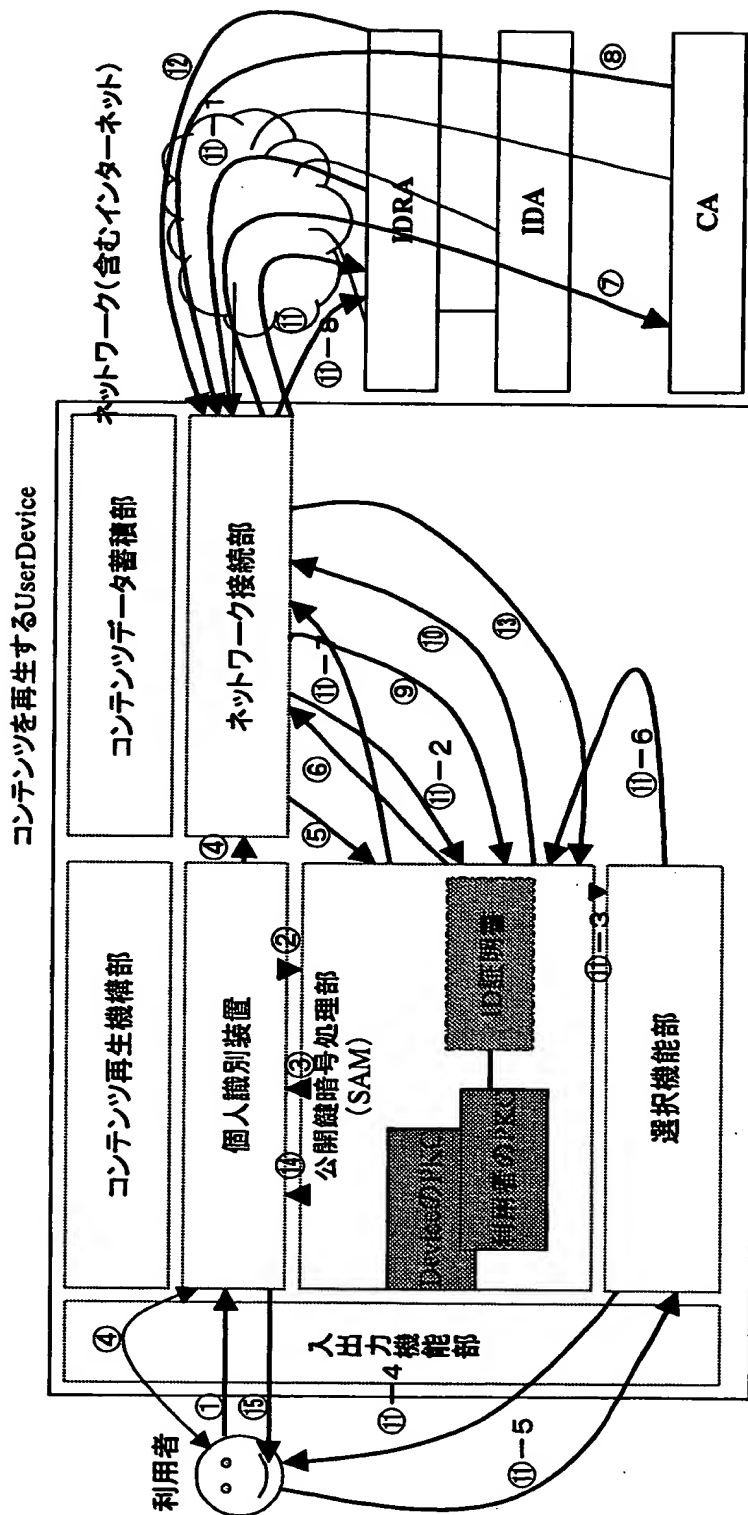 コンテンツを再生するUserDevice
利用者
①
⑮
④
⑪－4
⑪－5
入出力機能部
コンテンツ再生機構部
個人識別装置
②
③
⑭
公開鍵暗号処理部
(SAM)
DeviceのPKC
利用者のPKC
ID証明書
⑪－3
選択機能部
⑪－6
コンテンツデータ蓄積部
ネットワーク接続部
④
⑤
⑥
⑪－2
⑨
⑪－7
⑩
⑬
ネットワーク(含むインターネット)
⑫
⑪－1
⑪
⑪－8
IDRA
IDA
CA
⑦
⑧